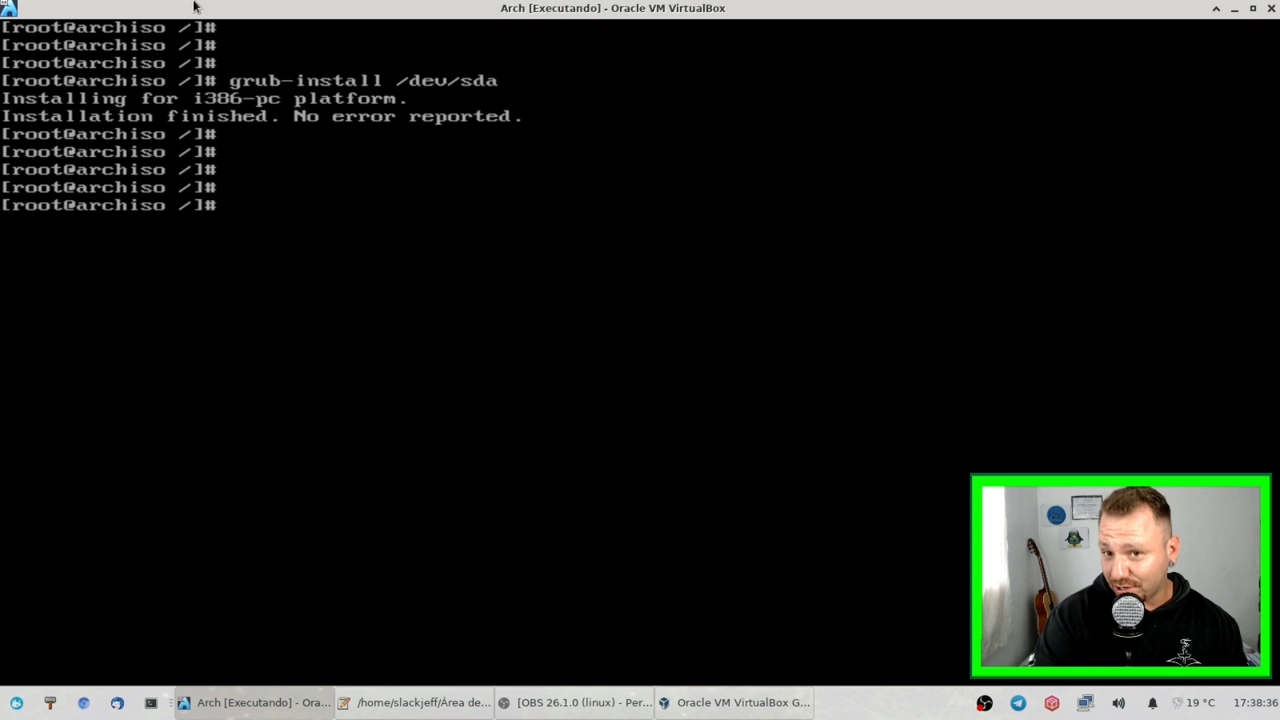 Arch [Executando] - Oracle VM VirtualBox
[root@archiso /]#
[root@archiso /]#
[root@archiso /]#
[root@archiso /]# grub-install /dev/sda
Installing for i386-pc platform.
Installation finished. No error reported.
[root@archiso /]#
[root@archiso /]#
[root@archiso /]#
[root@archiso /]#
[root@archiso /]#
Arch [Executando] - Ora... /home/slackjeff/Área de... [OBS 26.1.0 (linux) - Per... Oracle VM VirtualBox G... 19 °C 17:38:36